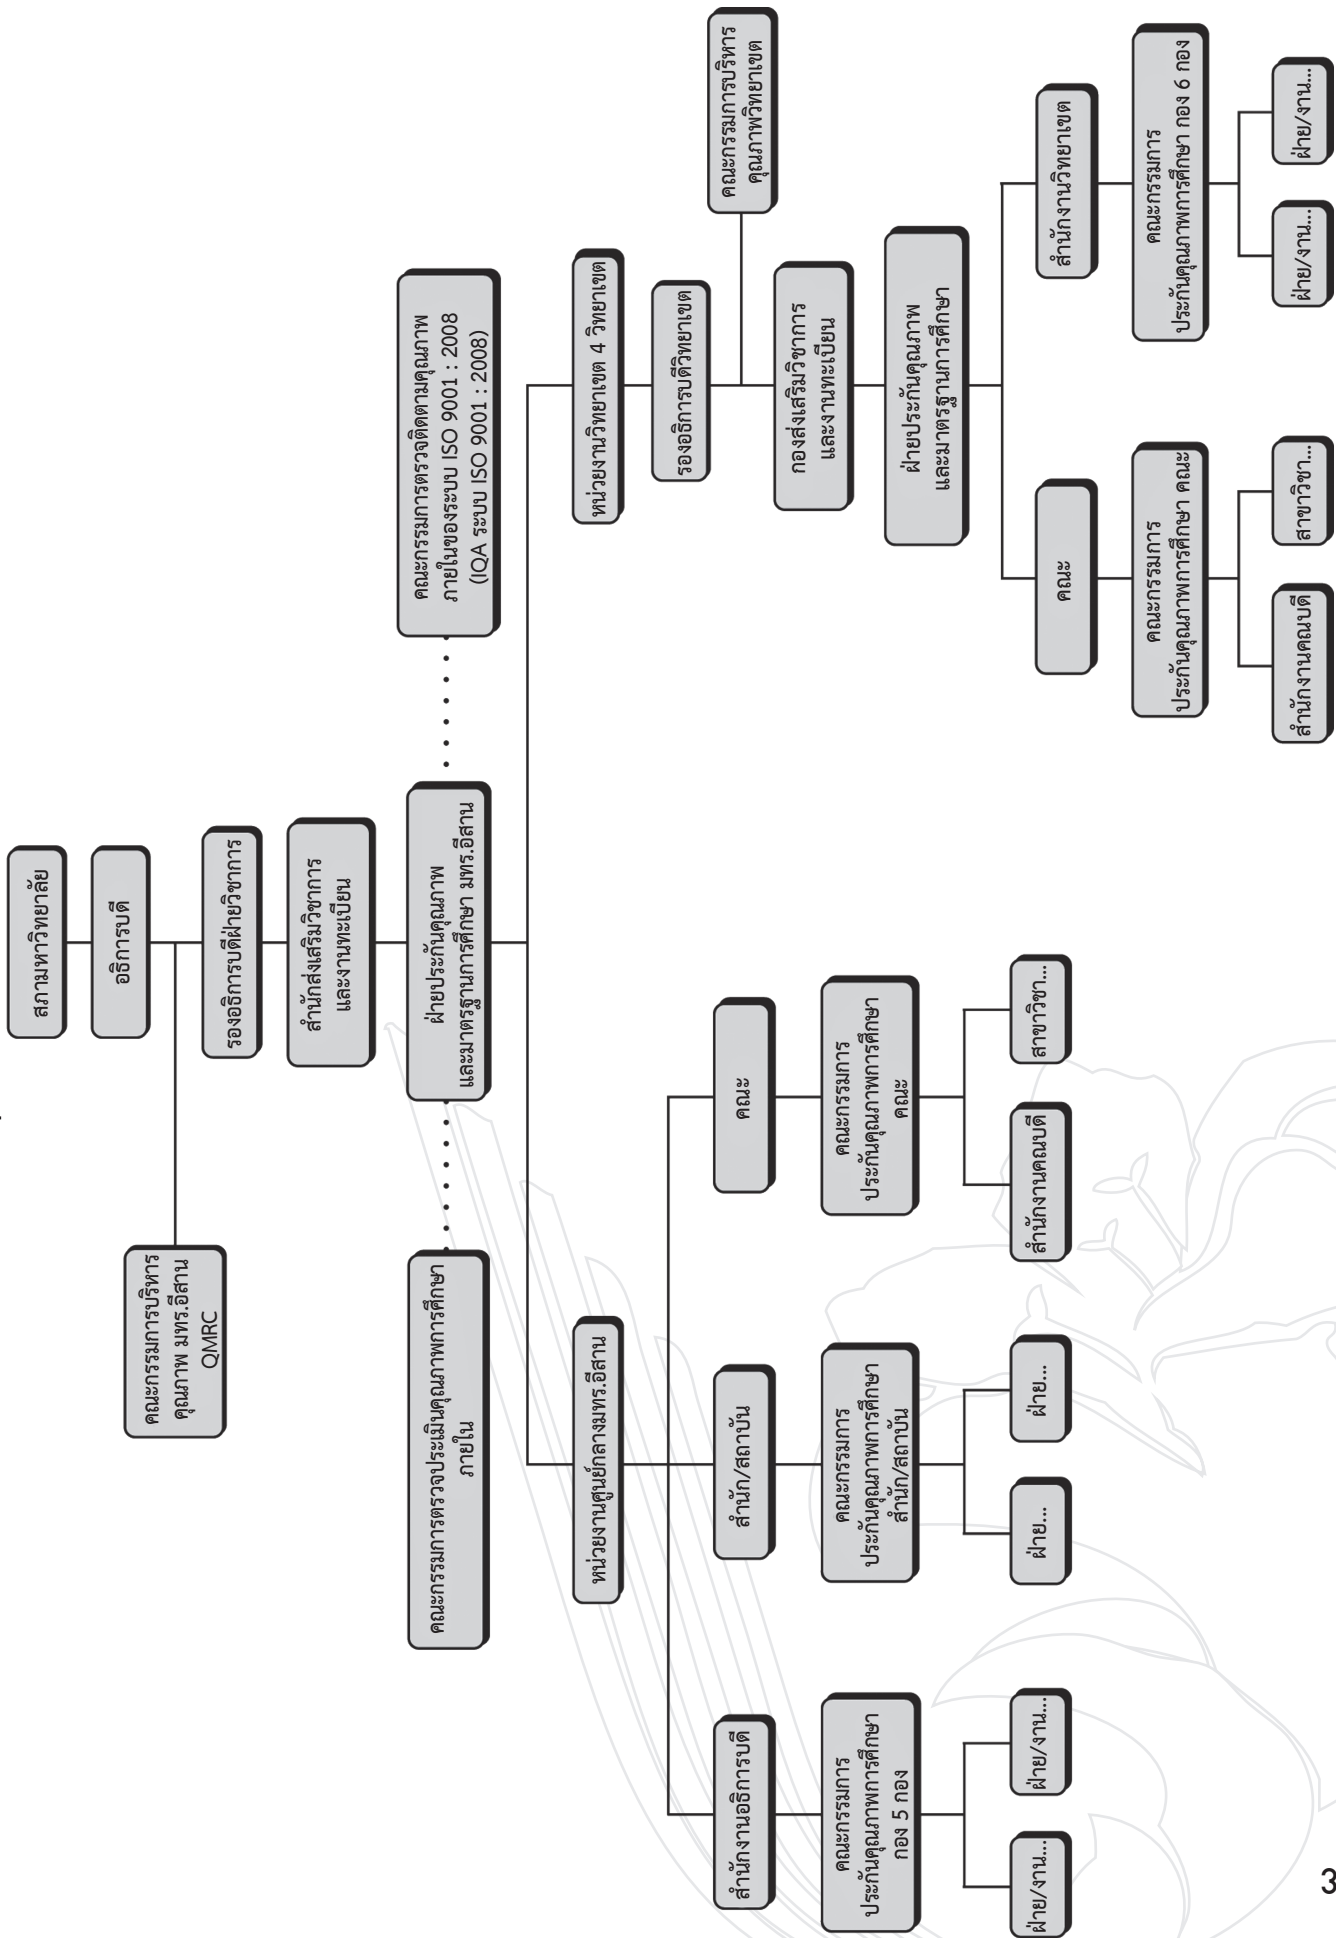 สภามหาวิทยาลัย
อธิการบดี
คณะกรรมการบริหาร
คุณภาพ มทร.อีสาน
QMRC
รองอธิการบดีฝ่ายวิชาการ
สำนักส่งเสริมวิชาการ
และงานทะเบียน
คณะกรรมการตรวจประเมินคุณภาพการศึกษา
ภายใน
ฝ่ายประกันคุณภาพ
และมาตรฐานการศึกษา มทร.อีสาน
คณะกรรมการตรวจติดตามคุณภาพ
ภายในของระบบ ISO 9001 : 2008
(IQA ระบบ ISO 9001 : 2008)
หน่วยงานศูนย์กลางมทร.อีสาน
สำนักงานอธิการบดี
คณะกรรมการ
ประกันคุณภาพการศึกษา
กอง 5 กอง
ฝ่าย/งาน...
ฝ่าย/งาน...
สำนัก/สถาบัน
คณะกรรมการ
ประกันคุณภาพการศึกษา
สำนัก/สถาบัน
ฝ่าย...
ฝ่าย...
คณะ
คณะกรรมการ
ประกันคุณภาพการศึกษา
คณะ
สำนักงานคณบดี
สาขาวิชา...
หน่วยงานวิทยาเขต 4 วิทยาเขต
รองอธิการบดีวิทยาเขต
คณะกรรมการบริหาร
คุณภาพวิทยาเขต
กองส่งเสริมวิชาการ
และงานทะเบียน
ฝ่ายประกันคุณภาพ
และมาตรฐานการศึกษา
คณะ
คณะกรรมการ
ประกันคุณภาพการศึกษา คณะ
สำนักงานคณบดี
สาขาวิชา...
สำนักงานวิทยาเขต
คณะกรรมการ
ประกันคุณภาพการศึกษา กอง 6 กอง
ฝ่าย/งาน...
ฝ่าย/งาน...
3